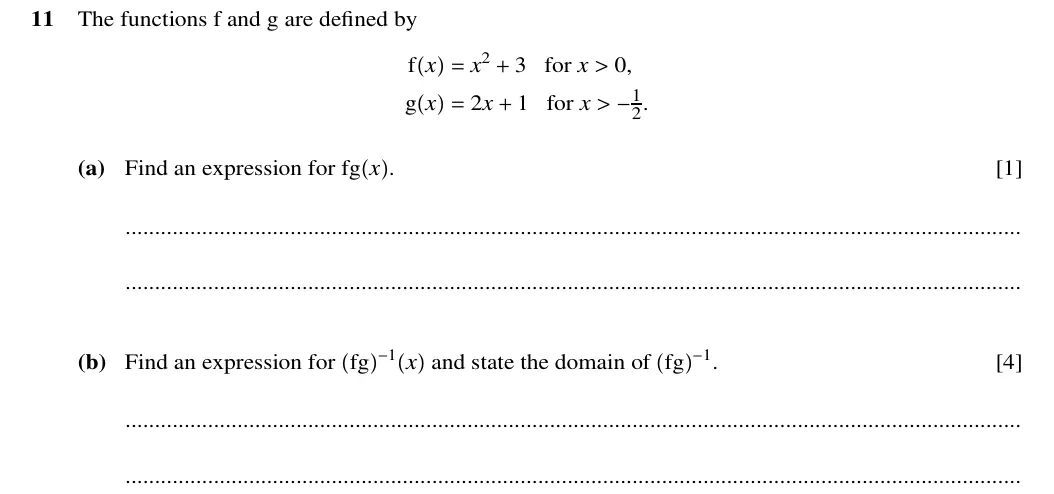 11 The functions f and g are defined by
f(x) = x² + 3 for x > 0,
g(x) = 2x + 1 for x > −½.
(a) Find an expression for fg(x). [1]
(b) Find an expression for (fg)⁻¹(x) and state the domain of (fg)⁻¹. [4]